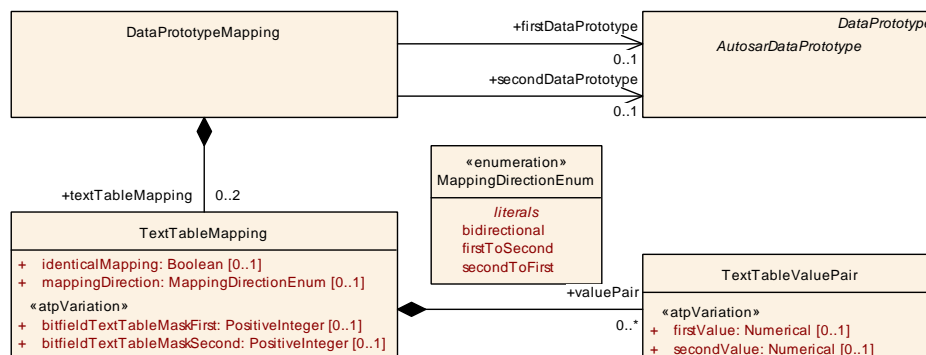 DataPrototypeMapping
+firstDataPrototype
0..1
+secondDataPrototype
0..1
DataPrototype
AutosarDataPrototype
+textTableMapping 0..2
«enumeration»
MappingDirectionEnum
literals
bidirectional
firstToSecond
secondToFirst
TextTableMapping
+ identicalMapping: Boolean [0..1]
+ mappingDirection: MappingDirectionEnum [0..1]
«atpVariation»
+ bitfieldTextTableMaskFirst: PositiveInteger [0..1]
+ bitfieldTextTableMaskSecond: PositiveInteger [0..1]
+valuePair
0..*
TextTableValuePair
«atpVariation»
+ firstValue: Numerical [0..1]
+ secondValue: Numerical [0..1]